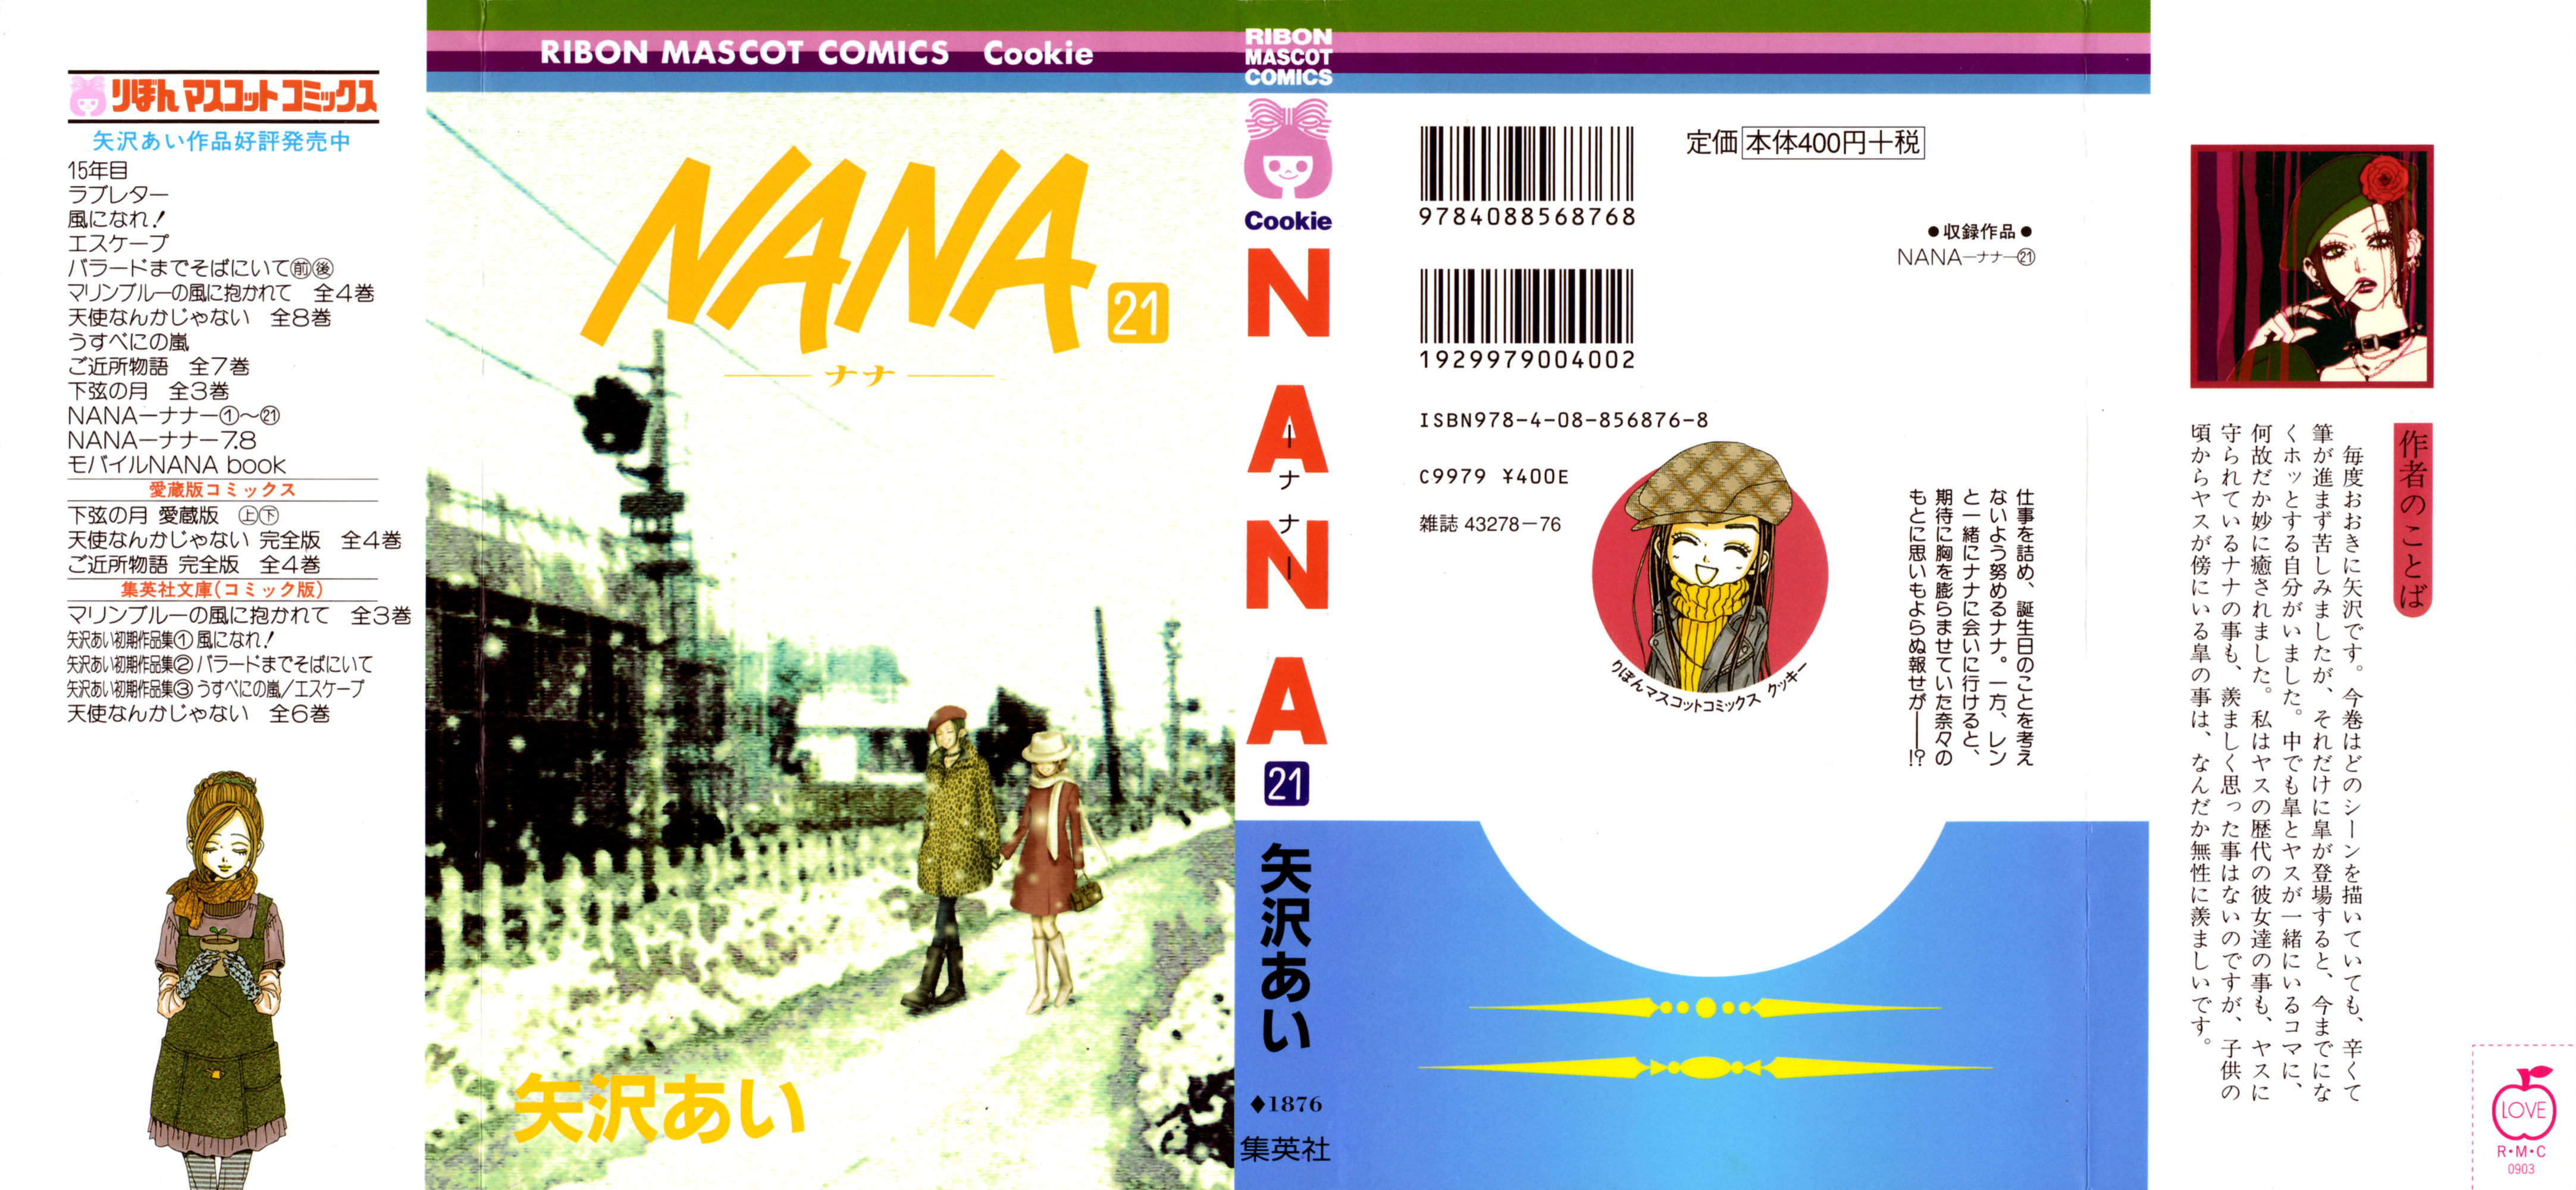 りぼん マスコット コミックス
矢沢あい作品好評発売中
15年目
ラブレター
風になれ!
エスケープ
バラードまでそばにいて㊤前㊦後
マリンブルーの風に抱かれて　全4巻
天使なんかじゃない　全8巻
うすべにの嵐
ご近所物語　全7巻
下弦の月　全3巻
NANA―ナナ―①〜㉑
NANA―ナナ―7.8
モバイルNANA book
愛蔵版コミックス
下弦の月 愛蔵版　㊤㊦
天使なんかじゃない 完全版　全4巻
ご近所物語 完全版　全4巻
集英社文庫(コミック版)
マリンブルーの風に抱かれて　全3巻
矢沢あい初期作品集① 風になれ!
矢沢あい初期作品集② バラードまでそばにいて
矢沢あい初期作品集③ うすべにの嵐/エスケープ
天使なんかじゃない　全6巻
RIBON MASCOT COMICS　Cookie
NANA 21
―ナナ―
矢沢あい
RIBON
MASCOT
COMICS
Cookie
NANA
―ナナ―
21
矢沢あい
◆1876
集英社
9784088568768
1929979004002
ISBN978-4-08-856876-8
C9979 ¥400E
雑誌 43278－76
定価 本体400円＋税
●収録作品●
NANA―ナナ―㉑
りぼんマスコットコミックス クッキー
仕事を詰め、誕生日のことを考え
ないよう努めるナナ。一方、レン
と一緒にナナに会いに行けると、
期待に胸を膨らませていた奈々の
もとに思いもよらぬ報せが――!?
作者のことば
毎度おおきに矢沢です。今巻はどのシーンを描いていても、辛くて
筆が進まず苦しみましたが、それだけに皐が登場すると、今までにな
くホッとする自分がいました。中でも皐とヤスが一緒にいるコマに、
何故だか妙に癒されました。私はヤスの歴代の彼女達の事も、ヤスに
守られているナナの事も、羨ましく思った事はないのですが、子供の
頃からヤスが傍にいる皐の事は、なんだか無性に羨ましいです。
LOVE
R・M・C
0903